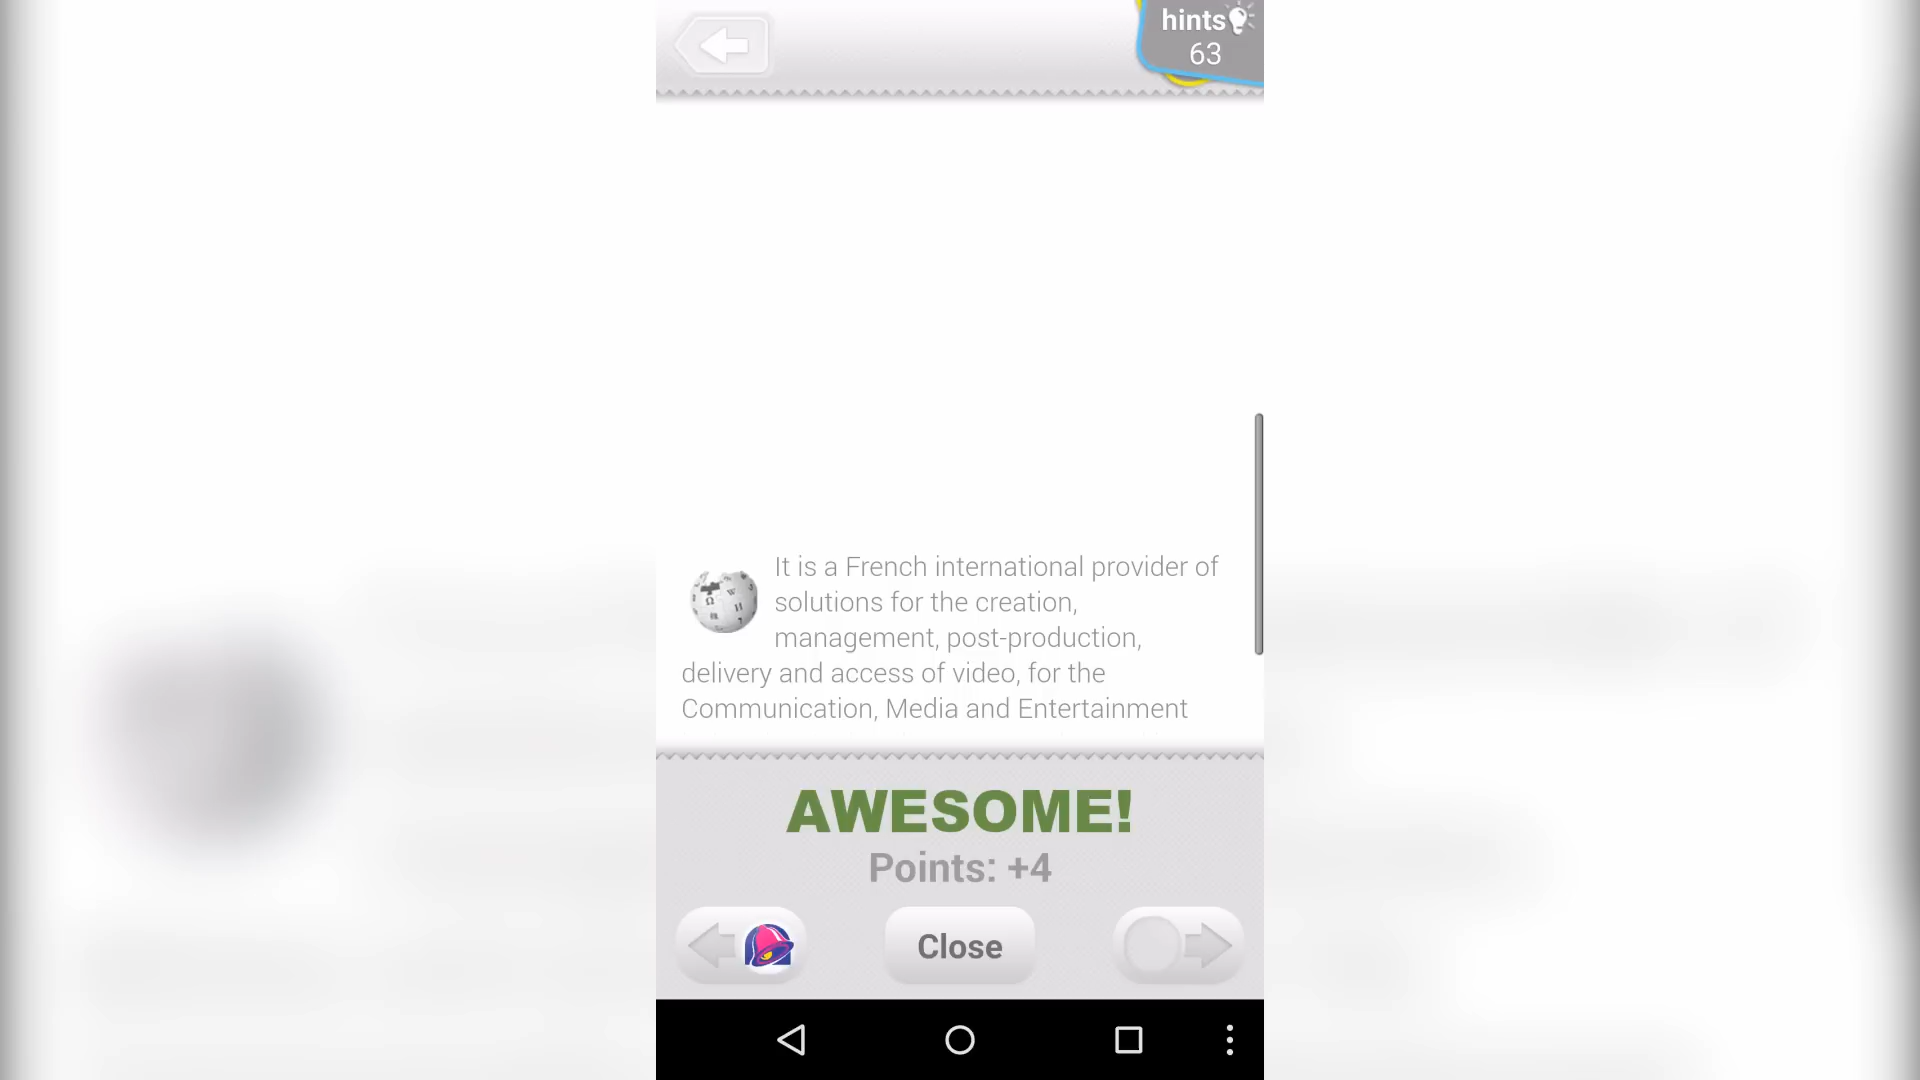 hints
63
It is a French international provider of
solutions for the creation,
management, post-production,
delivery and access of video, for the
Communication, Media and Entertainment
AWESOME!
Points: +4
Close